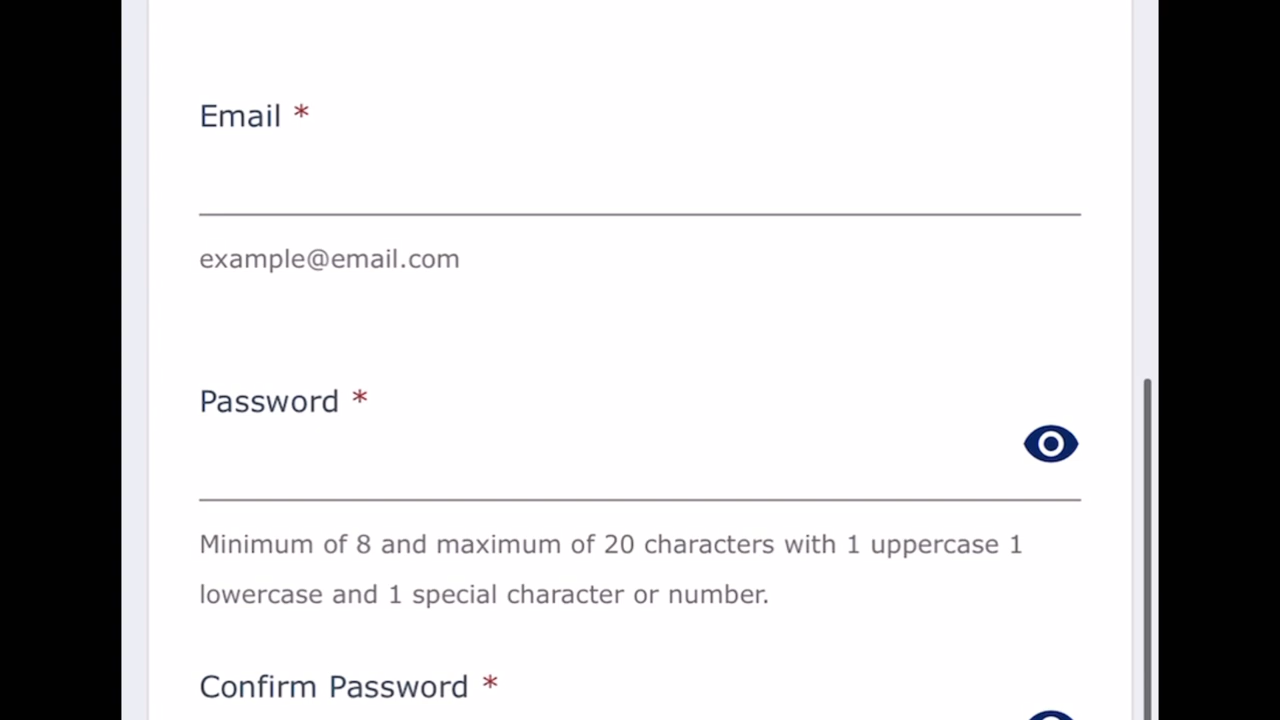 Email *
example@email.com
Password *
Minimum of 8 and maximum of 20 characters with 1 uppercase 1
lowercase and 1 special character or number.
Confirm Password *